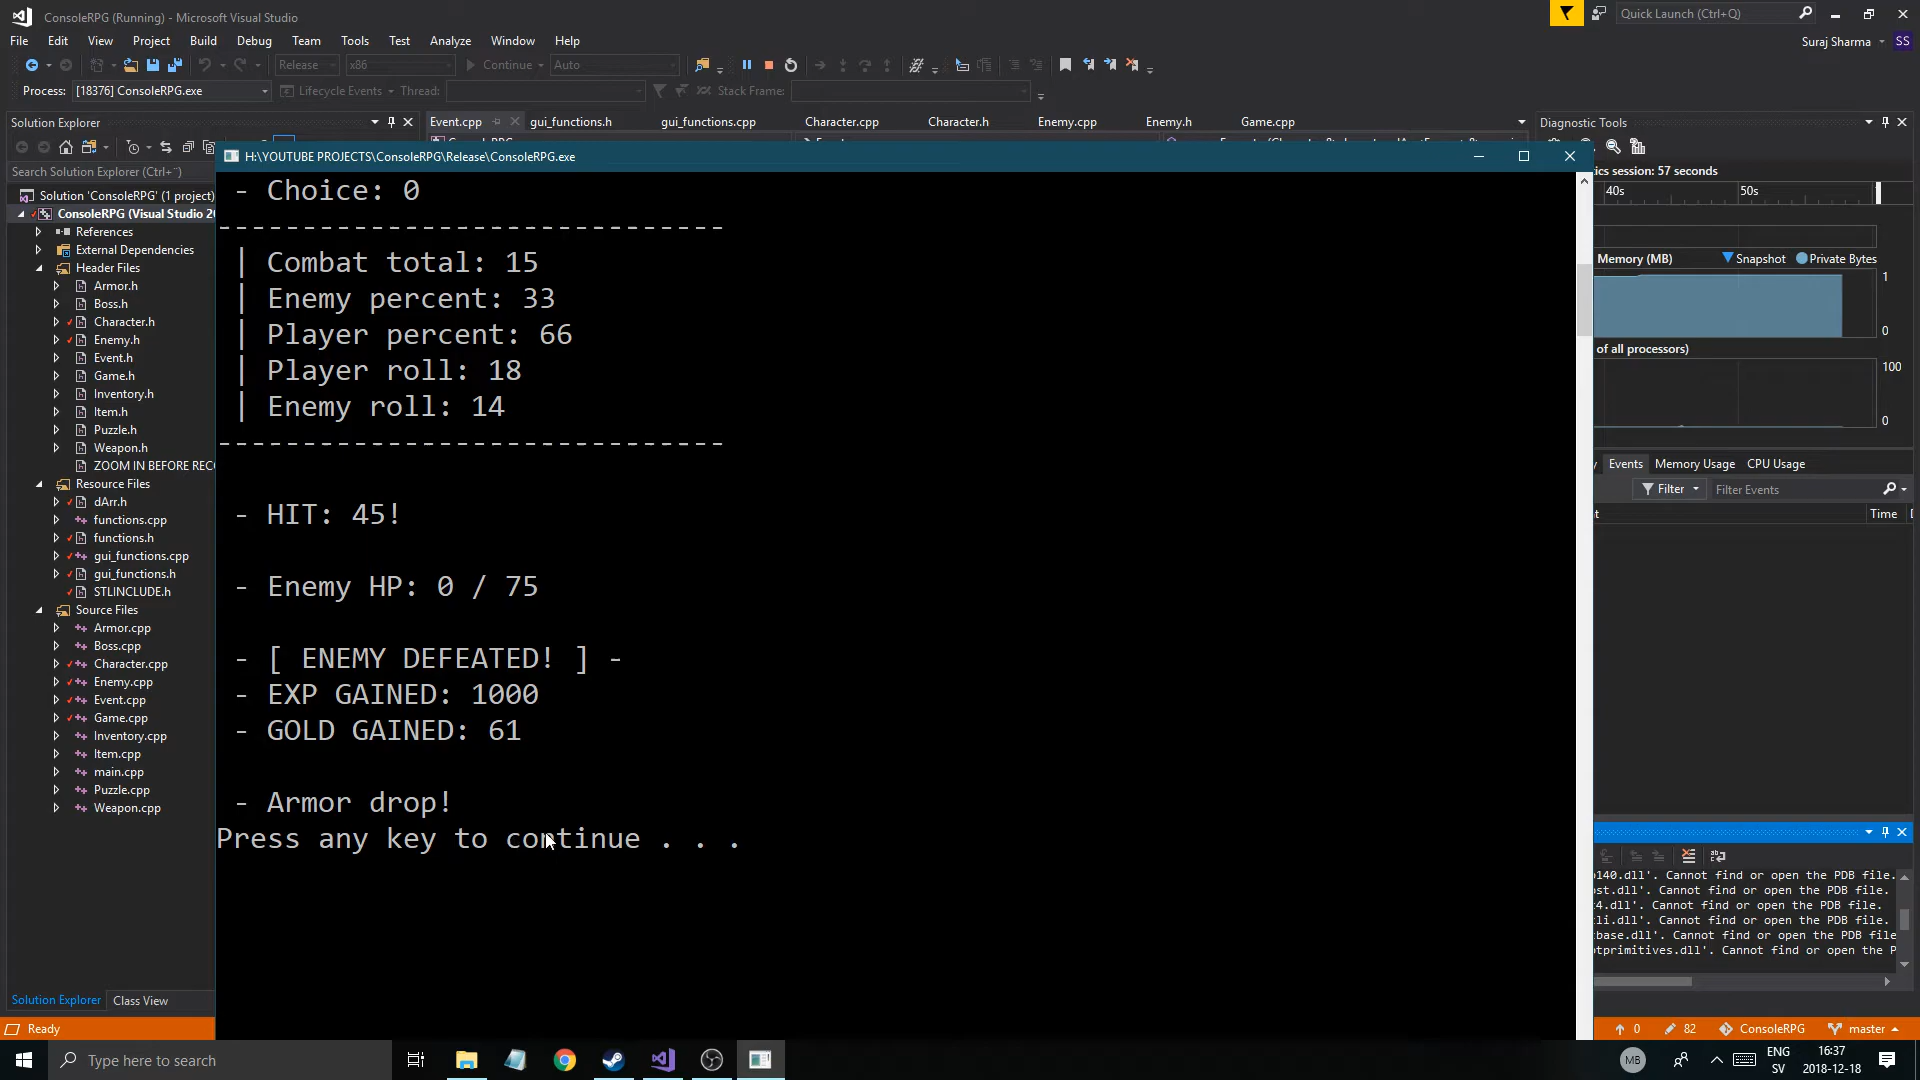 ConsoleRPG (Running) - Microsoft Visual Studio
Quick Launch (Ctrl+Q)
File Edit View Project Build Debug Team Tools Test Analyze Window Help
Suraj Sharma SS
Release x86 Continue Auto
Process: [18376] ConsoleRPG.exe Lifecycle Events Thread: Stack Frame:
Solution Explorer
Event.cpp gui_functions.h gui_functions.cpp Character.cpp Character.h Enemy.cpp Enemy.h Game.cpp
Diagnostic Tools
H:\YOUTUBE PROJECTS\ConsoleRPG\Release\ConsoleRPG.exe
Search Solution Explorer (Ctrl+¨)
Solution 'ConsoleRPG' (1 project)
ConsoleRPG (Visual Studio 20
References
External Dependencies
Header Files
Armor.h
Boss.h
Character.h
Enemy.h
Event.h
Game.h
Inventory.h
Item.h
Puzzle.h
Weapon.h
ZOOM IN BEFORE REC
Resource Files
dArr.h
functions.cpp
functions.h
gui_functions.cpp
gui_functions.h
STLINCLUDE.h
Source Files
Armor.cpp
Boss.cpp
Character.cpp
Enemy.cpp
Event.cpp
Game.cpp
Inventory.cpp
Item.cpp
main.cpp
Puzzle.cpp
Weapon.cpp
Solution Explorer Class View
- Choice: 0
-----------------------------
| Combat total: 15
| Enemy percent: 33
| Player percent: 66
| Player roll: 18
| Enemy roll: 14
-----------------------------
- HIT: 45!
- Enemy HP: 0 / 75
- [ ENEMY DEFEATED! ] -
- EXP GAINED: 1000
- GOLD GAINED: 61
- Armor drop!
Press any key to continue . . .
ics session: 57 seconds
40s 50s
Memory (MB) Snapshot Private Bytes
1
0
of all processors)
100
0
Events Memory Usage CPU Usage
Filter Filter Events
t Time
p140.dll'. Cannot find or open the PDB file.
ost.dll'. Cannot find or open the PDB file.
t4.dll'. Cannot find or open the PDB file.
cli.dll'. Cannot find or open the PDB file.
base.dll'. Cannot find or open the PDB file
otprimitives.dll'. Cannot find or open the P
Ready
0 82 ConsoleRPG master
Type here to search
MB
ENG
SV
16:37
2018-12-18